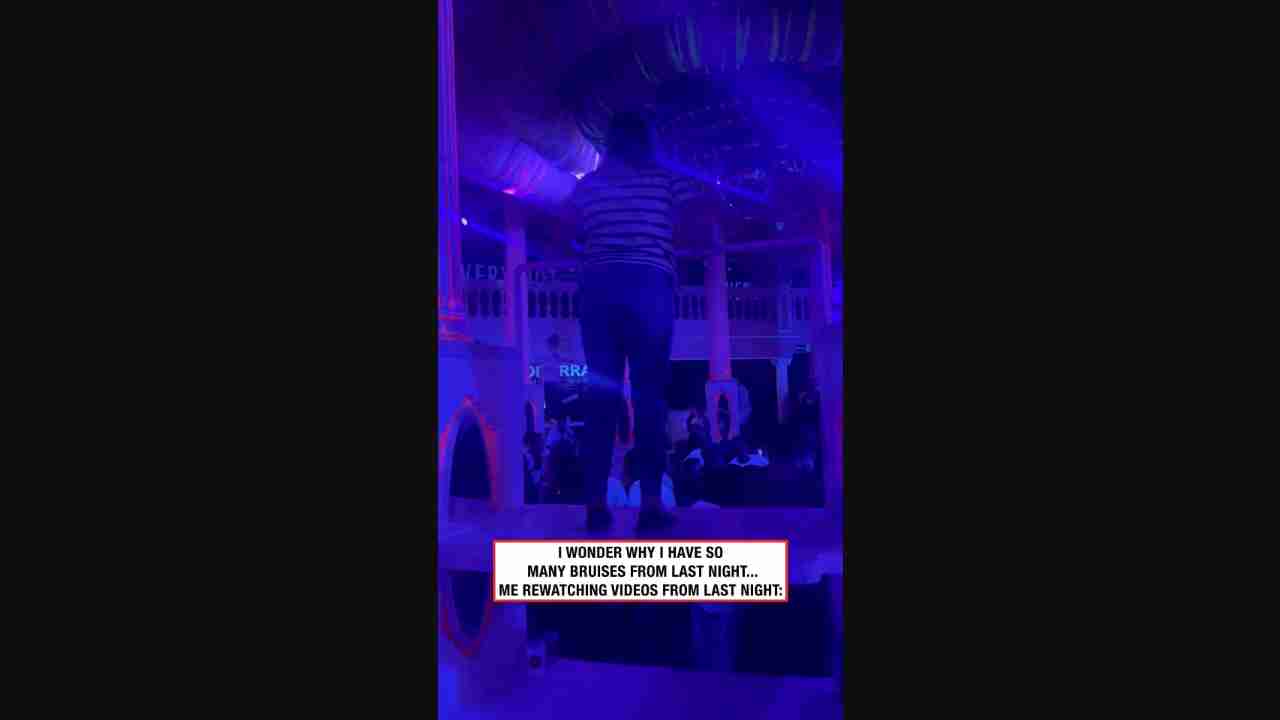 I WONDER WHY I HAVE SO
MANY BRUISES FROM LAST NIGHT...
ME REWATCHING VIDEOS FROM LAST NIGHT: